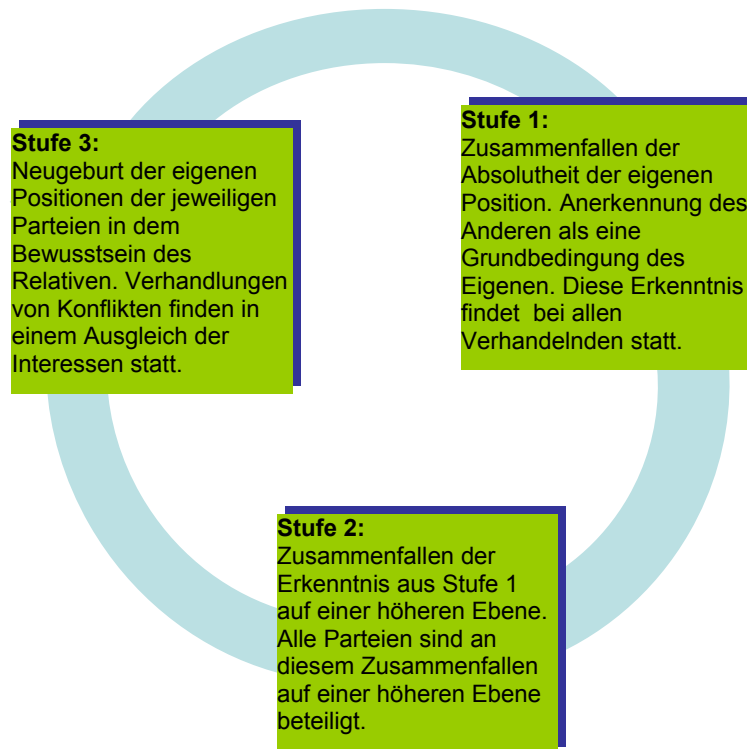 Stufe 1:
Zusammenfallen der
Absolutheit der eigenen
Position. Anerkennung des
Anderen als eine
Grundbedingung des
Eigenen. Diese Erkenntnis
findet  bei allen
Verhandelnden statt.
Stufe 2:
Zusammenfallen der
Erkenntnis aus Stufe 1
auf einer höheren Ebene.
Alle Parteien sind an
diesem Zusammenfallen
auf einer höheren Ebene
beteiligt.
Stufe 3:
Neugeburt der eigenen
Positionen der jeweiligen
Parteien in dem
Bewusstsein des
Relativen. Verhandlungen
von Konflikten finden in
einem Ausgleich der
Interessen statt.